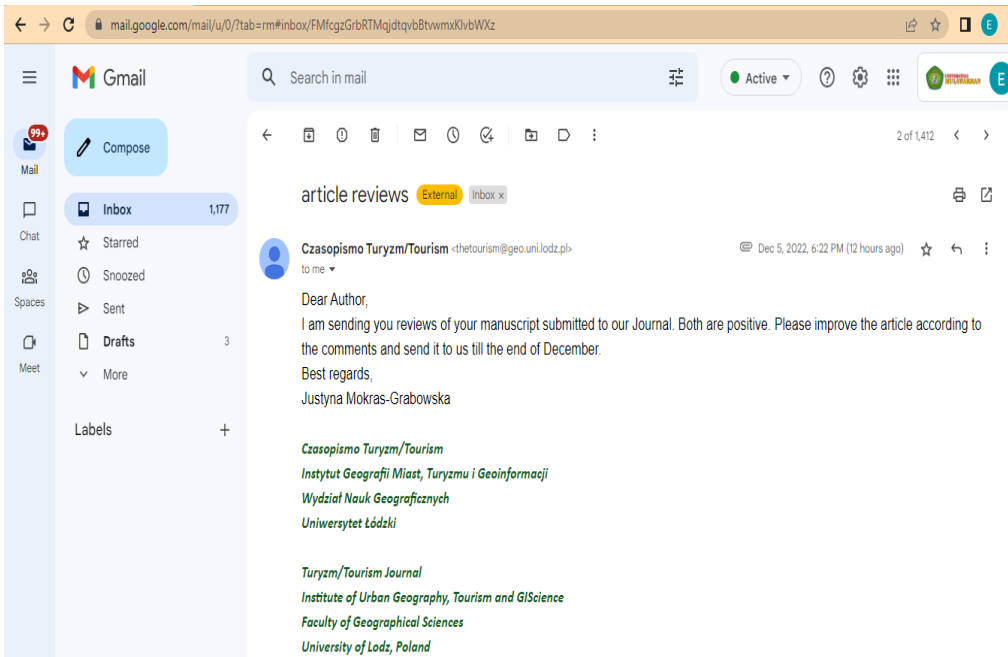 mail.google.com/mail/u/0/?tab=rm#inbox/FMfcgzGrbRTMqjdtqvbBtvwmxKlvbWXz
E
Gmail
Search in mail
Active
UNIVERSITAS
MULAWARMAN
E
99+
Mail
Compose
2 of 1,412
Inbox 1,177
article reviews External Inbox x
Chat
Starred
Czasopismo Turyzm/Tourism <thetourism@geo.uni.lodz.pl> Dec 5, 2022, 6:22 PM (12 hours ago)
to me
Snoozed
Spaces
Sent
Dear Author,
I am sending you reviews of your manuscript submitted to our Journal. Both are positive. Please improve the article according to
the comments and send it to us till the end of December.
Drafts 3
Meet
More
Best regards,
Justyna Mokras-Grabowska
Labels +
Czasopismo Turyzm/Tourism
Instytut Geografii Miast, Turyzmu i Geoinformacji
Wydział Nauk Geograficznych
Uniwersytet Łódzki
Turyzm/Tourism Journal
Institute of Urban Geography, Tourism and GIScience
Faculty of Geographical Sciences
University of Lodz, Poland